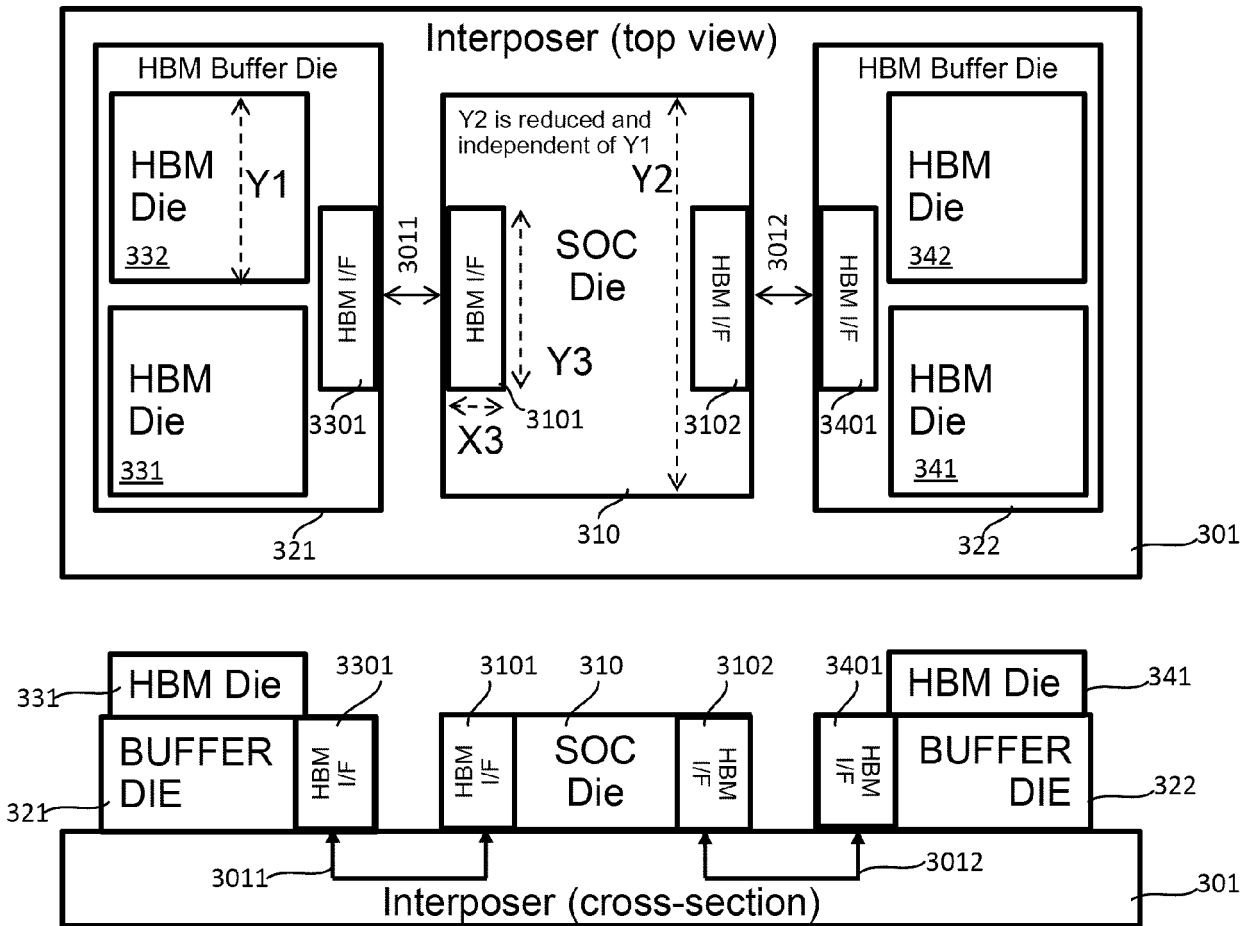 Interposer (top view)
HBM Buffer Die
HBM
Die
332
Y1
HBM
Die
331
HBM I/F
3301
321
3011
Y2 is reduced and
independent of Y1
Y2
HBM I/F
Y3
X3
3101
SOC
Die
HBM I/F
3102
310
3012
HBM Buffer Die
HBM I/F
3401
HBM
Die
342
HBM
Die
341
322
301
331
HBM Die
3301
3101
310
3102
3401
HBM Die
341
BUFFER
DIE
321
HBM
I/F
HBM
I/F
SOC
Die
HBM
I/F
HBM
I/F
BUFFER
DIE
322
3011
3012
Interposer (cross-section)
301